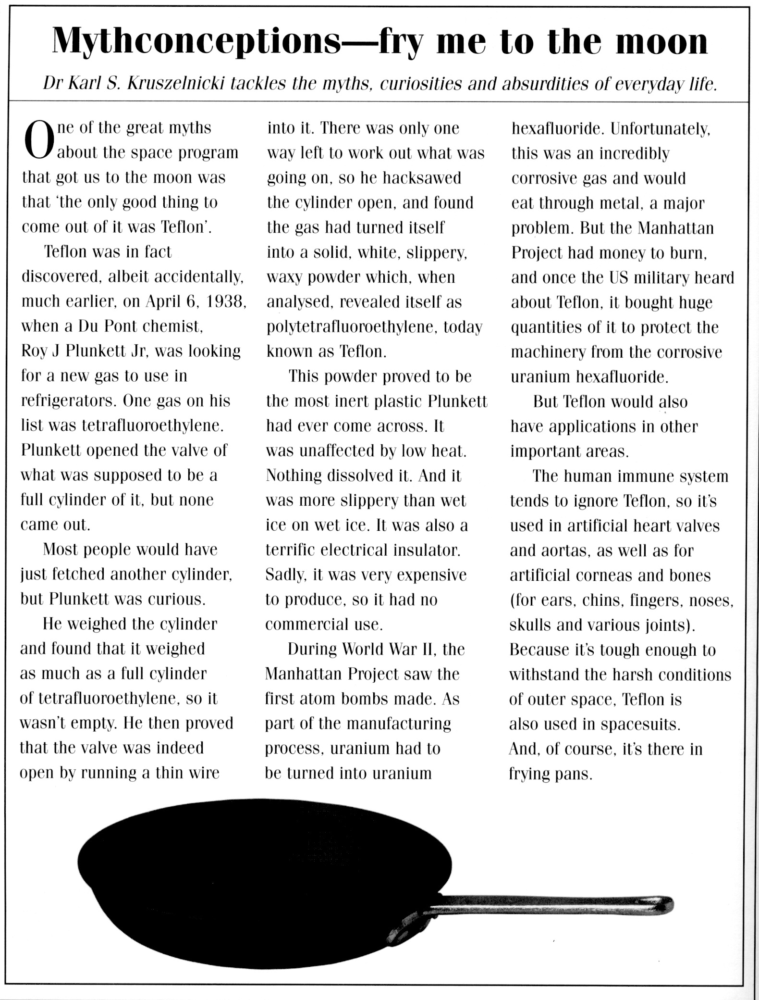 Mythconceptions—fry me to the moon
Dr Karl S. Kruszelnicki tackles the myths, curiosities and absurdities of everyday life.
One of the great myths
about the space program
that got us to the moon was
that ‘the only good thing to
come out of it was Teflon’.
Teflon was in fact
discovered, albeit accidentally,
much earlier, on April 6, 1938,
when a Du Pont chemist,
Roy J Plunkett Jr, was looking
for a new gas to use in
refrigerators. One gas on his
list was tetrafluoroethylene.
Plunkett opened the valve of
what was supposed to be a
full cylinder of it, but none
came out.
Most people would have
just fetched another cylinder,
but Plunkett was curious.
He weighed the cylinder
and found that it weighed
as much as a full cylinder
of tetrafluoroethylene, so it
wasn’t empty. He then proved
that the valve was indeed
open by running a thin wire
into it. There was only one
way left to work out what was
going on, so he hacksawed
the cylinder open, and found
the gas had turned itself
into a solid, white, slippery,
waxy powder which, when
analysed, revealed itself as
polytetrafluoroethylene, today
known as Teflon.
This powder proved to be
the most inert plastic Plunkett
had ever come across. It
was unaffected by low heat.
Nothing dissolved it. And it
was more slippery than wet
ice on wet ice. It was also a
terrific electrical insulator.
Sadly, it was very expensive
to produce, so it had no
commercial use.
During World War II, the
Manhattan Project saw the
first atom bombs made. As
part of the manufacturing
process, uranium had to
be turned into uranium
hexafluoride. Unfortunately,
this was an incredibly
corrosive gas and would
eat through metal, a major
problem. But the Manhattan
Project had money to burn,
and once the US military heard
about Teflon, it bought huge
quantities of it to protect the
machinery from the corrosive
uranium hexafluoride.
But Teflon would also
have applications in other
important areas.
The human immune system
tends to ignore Teflon, so it’s
used in artificial heart valves
and aortas, as well as for
artificial corneas and bones
(for ears, chins, fingers, noses,
skulls and various joints).
Because it’s tough enough to
withstand the harsh conditions
of outer space, Teflon is
also used in spacesuits.
And, of course, it’s there in
frying pans.